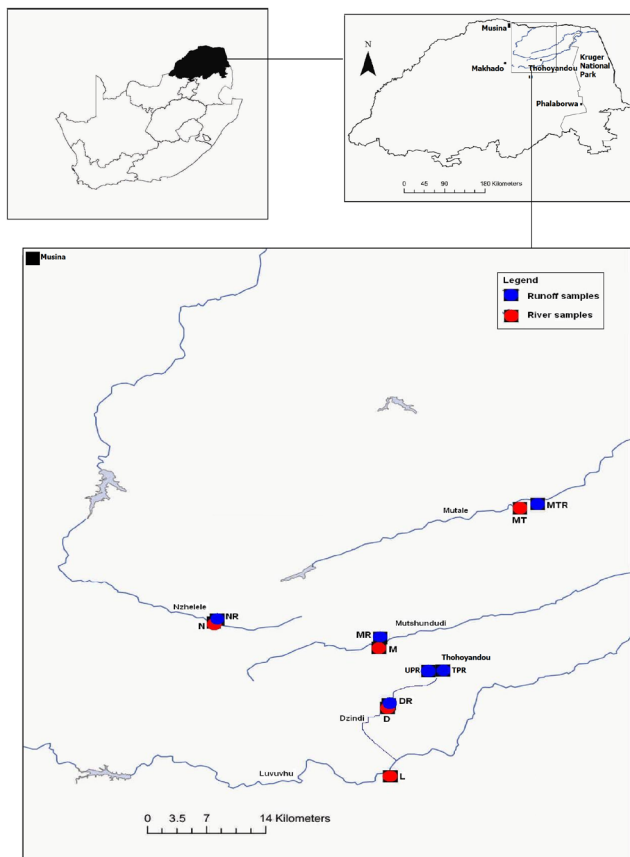 N
Musina
Makhado
Thohoyandou
Kruger
National
Park
Phalaborwa
0 45 90 180 Kilometers
Musina
Legend
Runoff samples
River samples
MTR
MT
Mutale
Nzhelele
NR
N
MR
Mutshundudi
M
Thohoyandou
UPR
TPR
DR
D
Dzindi
Luvuvhu
L
0 3.5 7 14 Kilometers